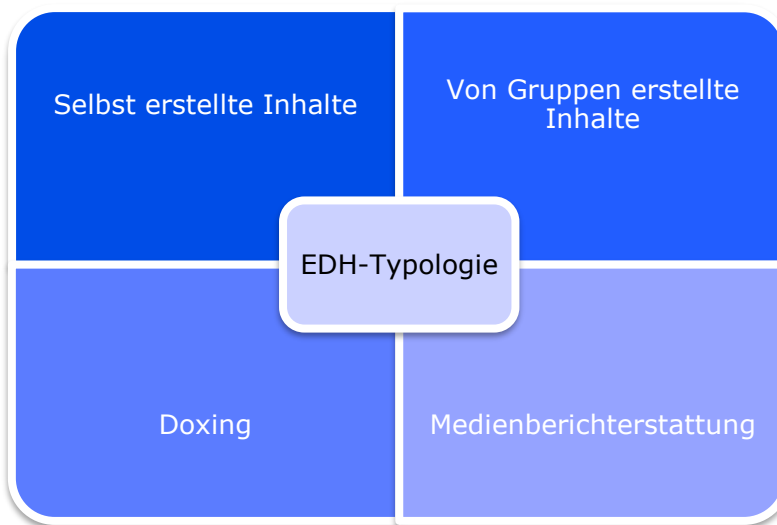 Selbst erstellte Inhalte
Von Gruppen erstellte
Inhalte
EDH-Typologie
Doxing
Medienberichterstattung